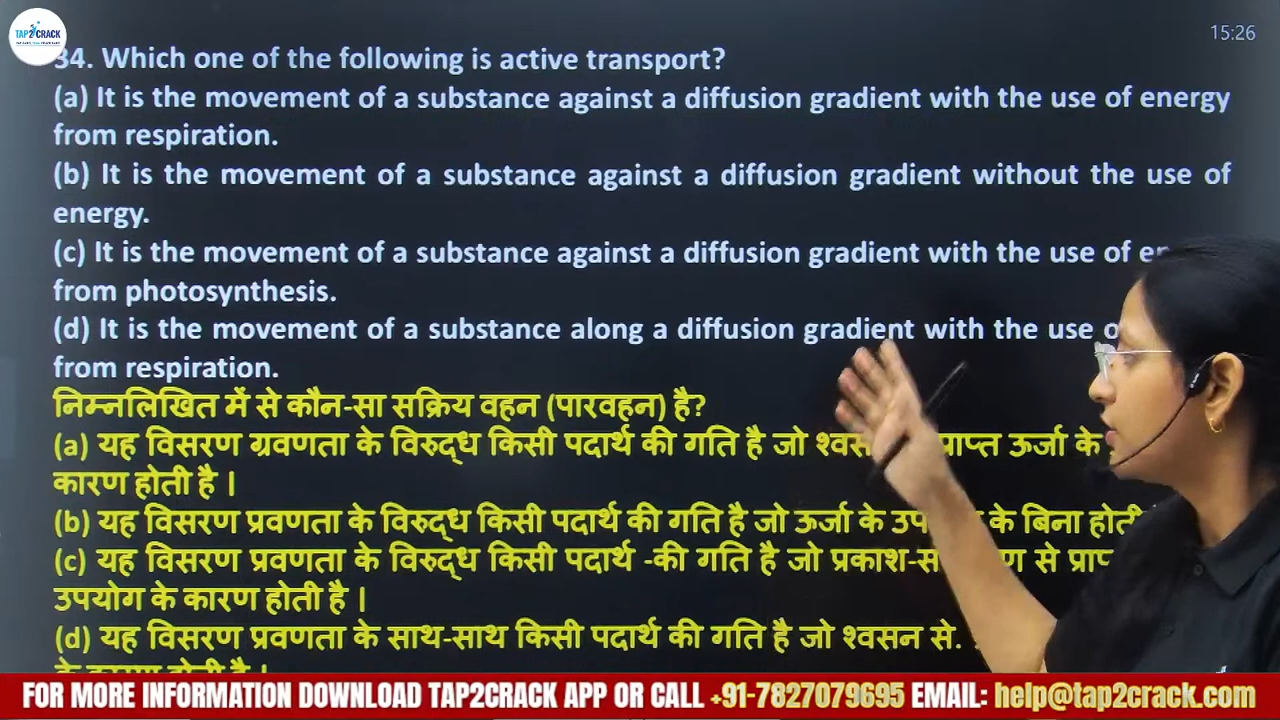 TAP2CRACK
15:26
34. Which one of the following is active transport?
(a) It is the movement of a substance against a diffusion gradient with the use of energy
from respiration.
(b) It is the movement of a substance against a diffusion gradient without the use of
energy.
(c) It is the movement of a substance against a diffusion gradient with the use of
from photosynthesis.
(d) It is the movement of a substance along a diffusion gradient with the use
from respiration.
निम्नलिखित में से कौन-सा सक्रिय वहन (पारवहन) है?
(a) यह विसरण ग्रवणता के विरुद्ध किसी पदार्थ की गति है जो प्राप्त ऊर्जा के
कारण होती है ।
(b) यह विसरण प्रवणता के विरुद्ध किसी पदार्थ की गति है जो ऊर्जा के के बिना होती
(c) यह विसरण प्रवणता के विरुद्ध किसी पदार्थ -की गति है जो से
उपयोग के कारण होती है ।
(d) यह विसरण प्रवणता के साथ-साथ किसी पदार्थ की गति है जो श्वसन से.
के कारण होती है ।
FOR MORE INFORMATION DOWNLOAD TAP2CRACK APP OR CALL +91-7827079695 EMAIL: help@tap2crack.com